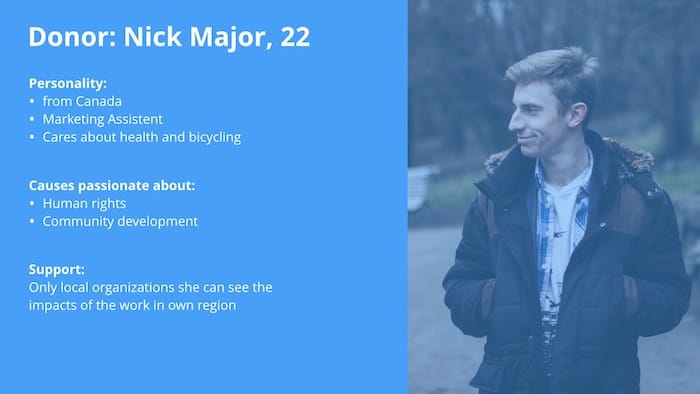 Donor: Nick Major, 22
Personality:
• from Canada
• Marketing Assistent
• Cares about health and bicycling
Causes passionate about:
• Human rights
• Community development
Support:
Only local organizations she can see the
impacts of the work in own region